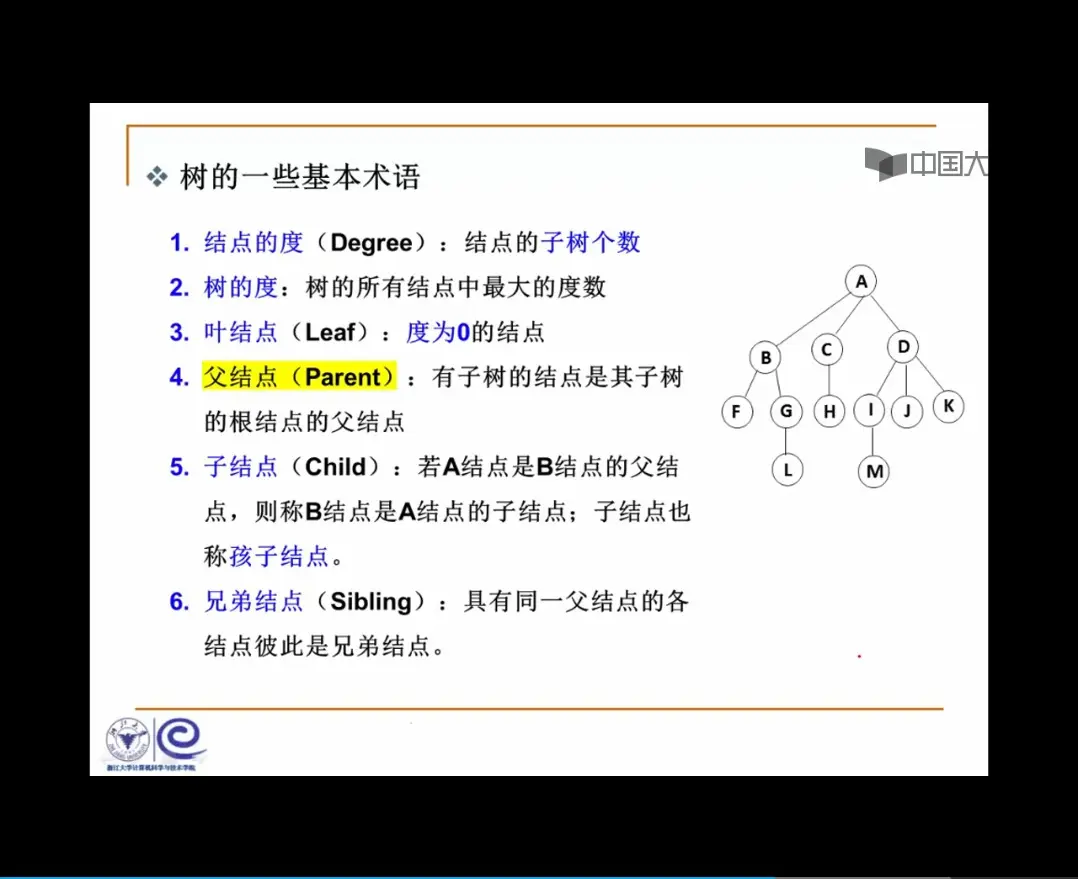 中国大
树的一些基本术语
1. 结点的度（Degree）：结点的子树个数
2. 树的度：树的所有结点中最大的度数
3. 叶结点（Leaf）：度为0的结点
4. 父结点（Parent）：有子树的结点是其子树
的根结点的父结点
5. 子结点（Child）：若A结点是B结点的父结
点，则称B结点是A结点的子结点；子结点也
称孩子结点。
6. 兄弟结点（Sibling）：具有同一父结点的各
结点彼此是兄弟结点。
A
B C D
F G H I J K
L M
浙江大学计算机科学与技术学院